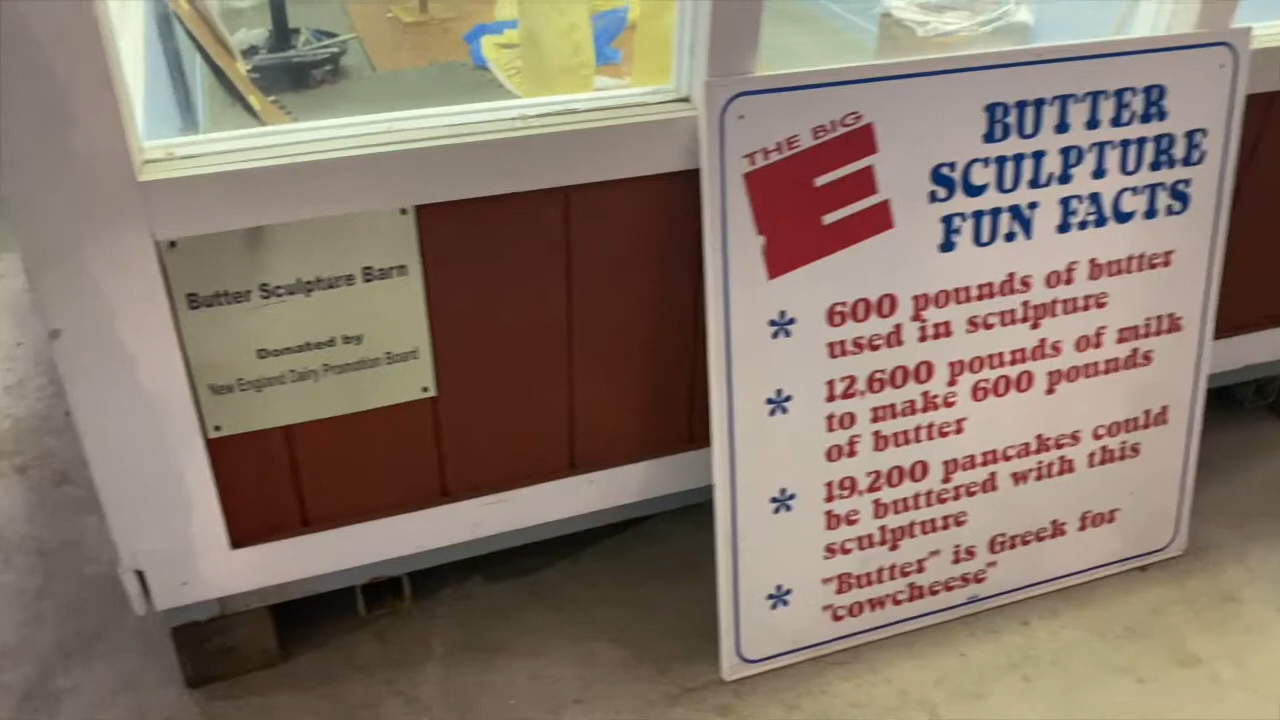 Butter Sculpture Barn
Donated by
New England Dairy Promotion Board
THE BIG
E
BUTTER
SCULPTURE
FUN FACTS
* 600 pounds of butter
used in sculpture
* 12,600 pounds of milk
to make 600 pounds
of butter
* 19,200 pancakes could
be buttered with this
sculpture
* "Butter" is Greek for
"cowcheese"